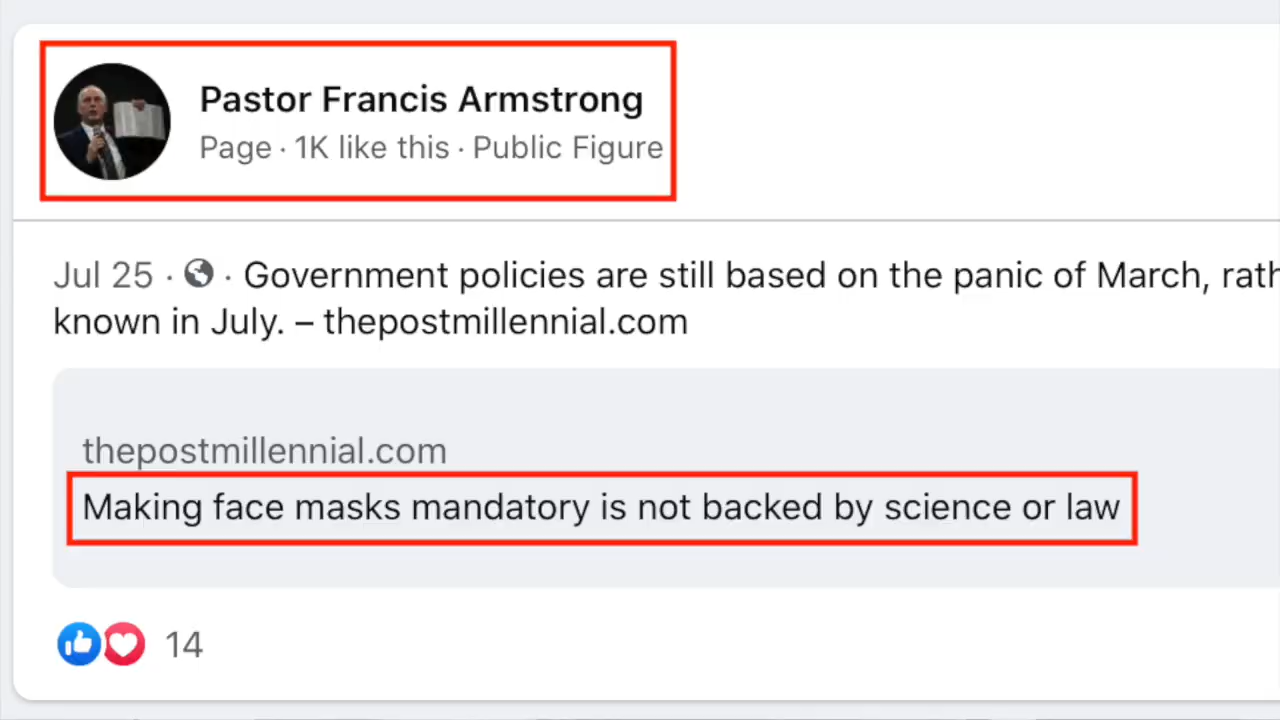 Pastor Francis Armstrong
Page · 1K like this · Public Figure
Jul 25 · · Government policies are still based on the panic of March,
known in July. – thepostmillennial.com
thepostmillennial.com
Making face masks mandatory is not backed by science or law
14